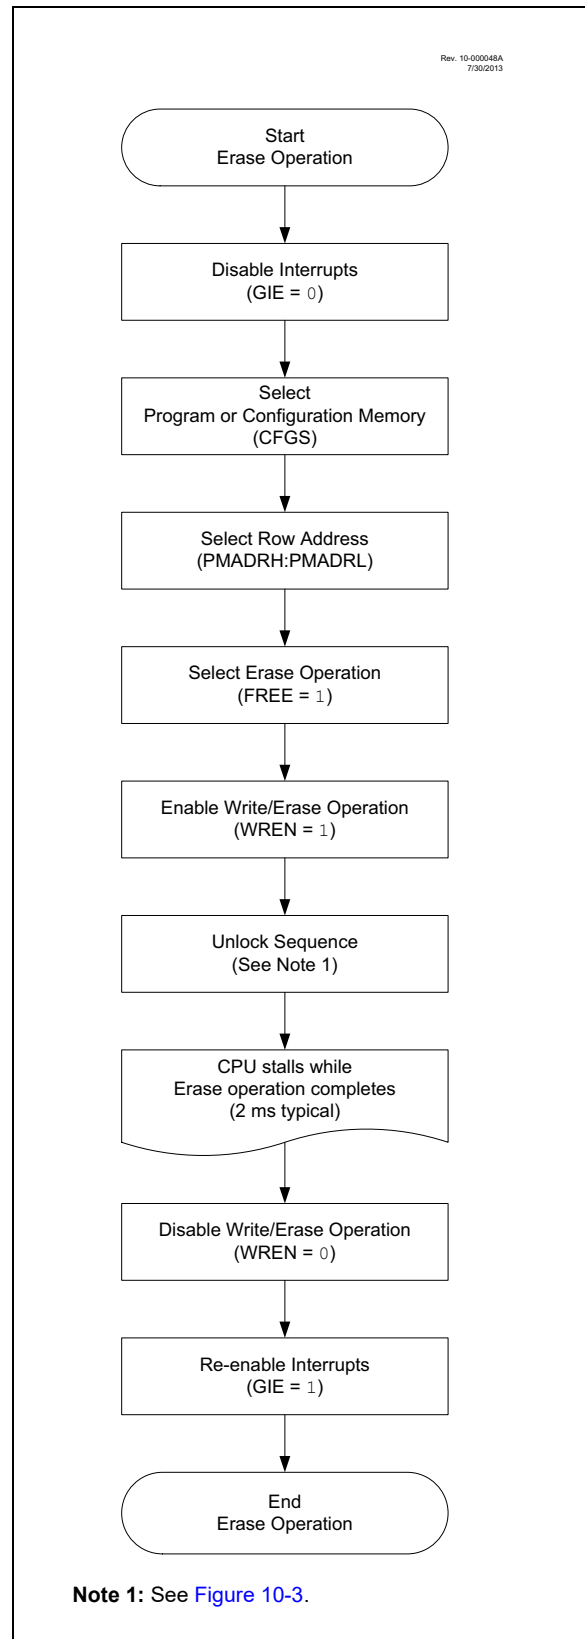 Rev. 10-000048A
7/30/2013
Start
Erase Operation
Disable Interrupts
(GIE = 0)
Select
Program or Configuration Memory
(CFGS)
Select Row Address
(PMADRH:PMADRL)
Select Erase Operation
(FREE = 1)
Enable Write/Erase Operation
(WREN = 1)
Unlock Sequence
(See Note 1)
CPU stalls while
Erase operation completes
(2 ms typical)
Disable Write/Erase Operation
(WREN = 0)
Re-enable Interrupts
(GIE = 1)
End
Erase Operation
Note 1: See Figure 10-3.